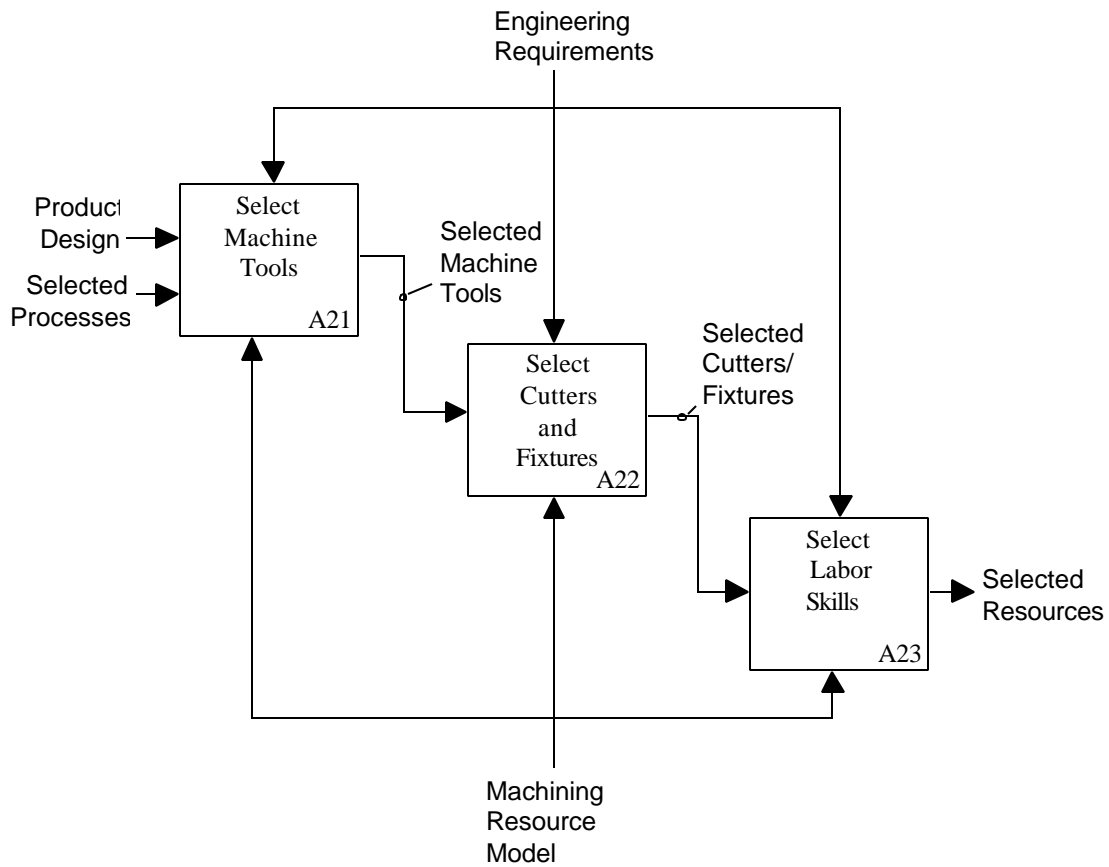 Engineering
Requirements
Product
Design
Selected
Processes
Select
Machine
Tools
A21
Selected
Machine
Tools
Select
Cutters
and
Fixtures
A22
Selected
Cutters/
Fixtures
Select
Labor
Skills
A23
Selected
Resources
Machining
Resource
Model